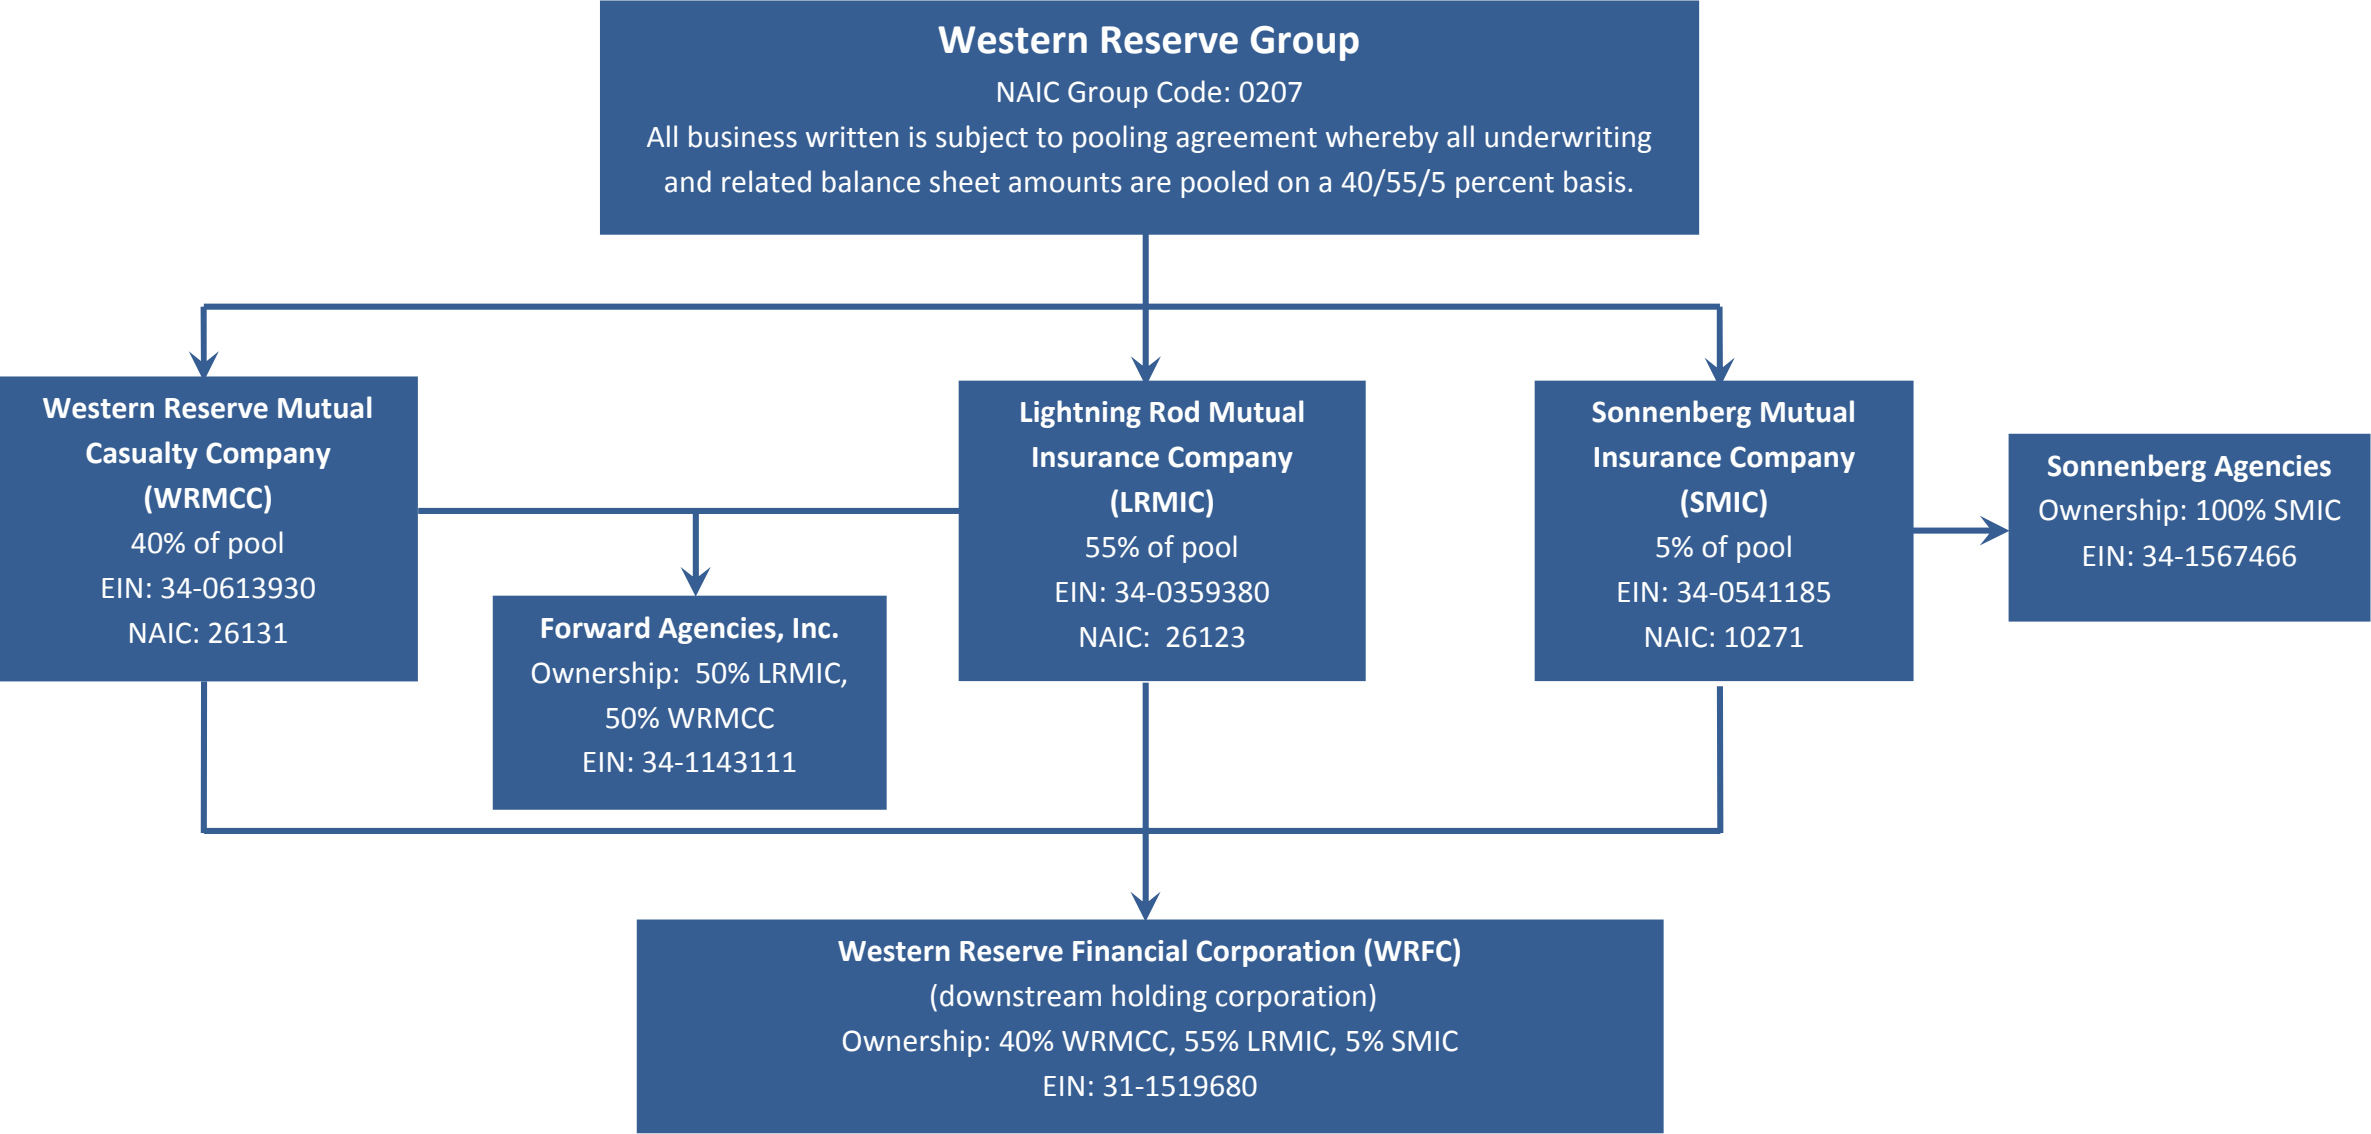 Western Reserve Group
NAIC Group Code: 0207
All business written is subject to pooling agreement whereby all underwriting
and related balance sheet amounts are pooled on a 40/55/5 percent basis.
Western Reserve Mutual
Casualty Company
(WRMCC)
40% of pool
EIN: 34-0613930
NAIC: 26131
Forward Agencies, Inc.
Ownership:  50% LRMIC,
50% WRMCC
EIN: 34-1143111
Lightning Rod Mutual
Insurance Company
(LRMIC)
55% of pool
EIN: 34-0359380
NAIC:  26123
Sonnenberg Mutual
Insurance Company
(SMIC)
5% of pool
EIN: 34-0541185
NAIC: 10271
Sonnenberg Agencies
Ownership: 100% SMIC
EIN: 34-1567466
Western Reserve Financial Corporation (WRFC)
(downstream holding corporation)
Ownership: 40% WRMCC, 55% LRMIC, 5% SMIC
EIN: 31-1519680